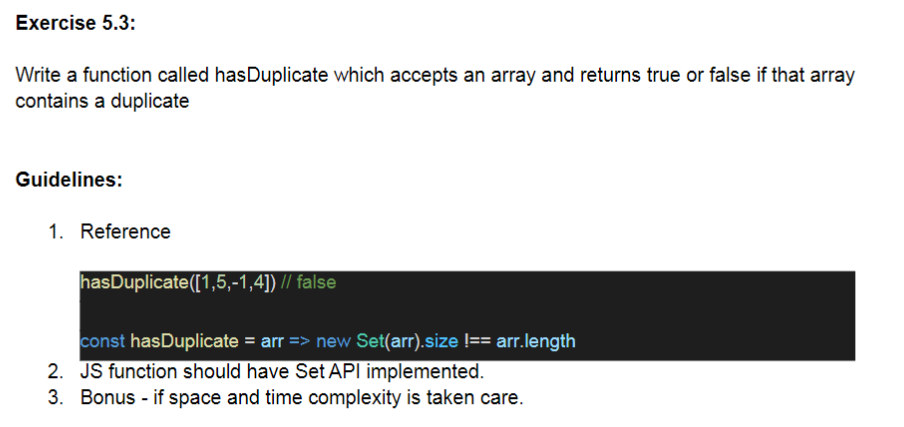 Exercise 5.3:
Write a function called hasDuplicate which accepts an array and returns true or false if that array
contains a duplicate
Guidelines:
1. Reference
hasDuplicate([1,5,-1,4]) // false
const hasDuplicate = arr => new Set(arr).size !== arr.length
2. JS function should have Set API implemented.
3. Bonus - if space and time complexity is taken care.